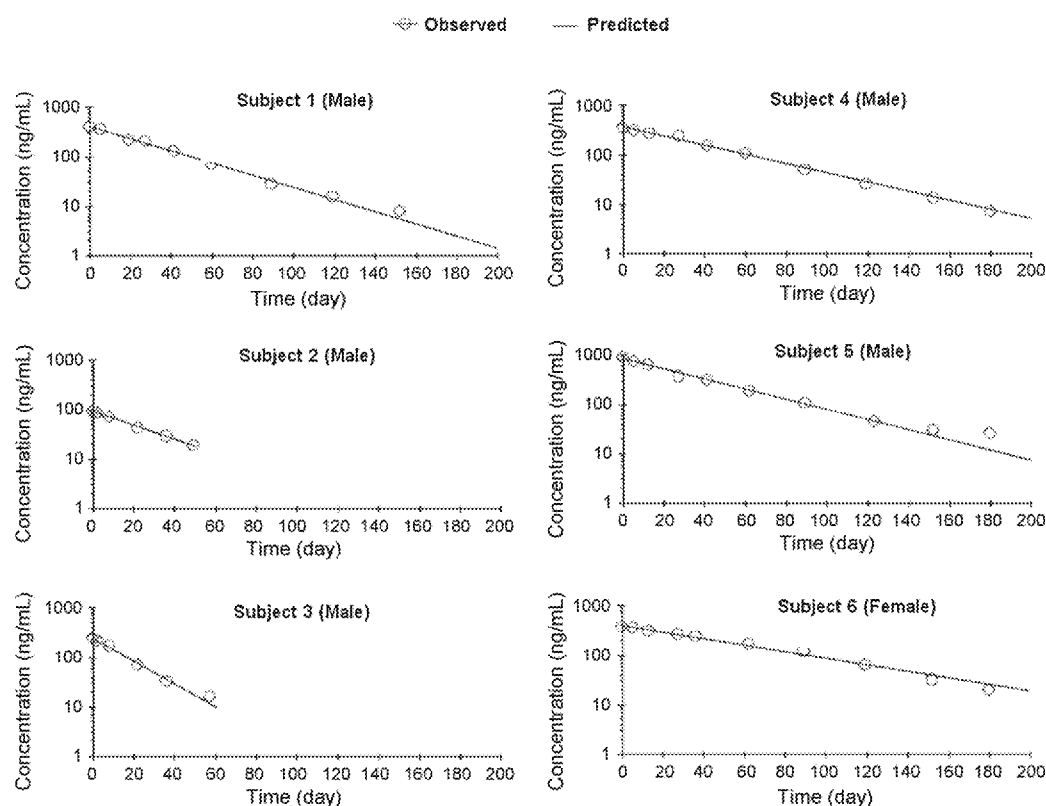 Observed Predicted
Subject 1 (Male)
Concentration (ng/mL)
1000
100
10
1
0 20 40 60 80 100 120 140 160 180 200
Time (day)
Subject 4 (Male)
Concentration (ng/mL)
1000
100
10
1
0 20 40 60 80 100 120 140 160 180 200
Time (day)
Subject 2 (Male)
Concentration (ng/mL)
1000
100
10
1
0 20 40 60 80 100 120 140 160 180 200
Time (day)
Subject 5 (Male)
Concentration (ng/mL)
1000
100
10
1
0 20 40 60 80 100 120 140 160 180 200
Time (day)
Subject 3 (Male)
Concentration (ng/mL)
1000
100
10
1
0 20 40 60 80 100 120 140 160 180 200
Time (day)
Subject 6 (Female)
Concentration (ng/mL)
1000
100
10
1
0 20 40 60 80 100 120 140 160 180 200
Time (day)